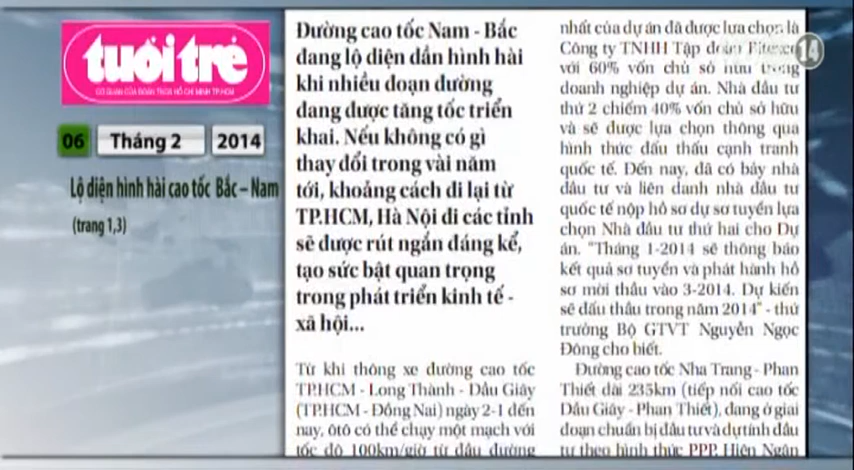 tuổi trẻ
CƠ QUAN CỦA ĐOÀN TNCS HỒ CHÍ MINH TP.HCM
06 Tháng 2 2014
Lộ diện hình hài cao tốc Bắc – Nam
(trang 1,3)
Đường cao tốc Nam - Bắc
đang lộ diện dần hình hài
khi nhiều đoạn đường
đang được tăng tốc triển
khai. Nếu không có gì
thay đổi trong vài năm
tới, khoảng cách đi lại từ
TP.HCM, Hà Nội đi các tỉnh
sẽ được rút ngắn đáng kể,
tạo sức bật quan trọng
trong phát triển kinh tế -
xã hội...
Từ khi thông xe đường cao tốc
TP.HCM - Long Thành - Dầu Giây
(TP.HCM - Đồng Nai) ngày 2-1 đến
nay, ôtô có thể chạy một mạch với
tốc độ 100km/giờ từ đầu đường
nhất của dự án đã được lựa chọn là
Công ty TNHH Tập đoàn
với 60% vốn chủ sở hữu trong
doanh nghiệp dự án. Nhà đầu tư
thứ 2 chiếm 40% vốn chủ sở hữu
và sẽ được lựa chọn thông qua
hình thức đấu thầu cạnh tranh
quốc tế. Đến nay, đã có bảy nhà
đầu tư và liên danh nhà đầu tư
quốc tế nộp hồ sơ dự sơ tuyển lựa
chọn Nhà đầu tư thứ hai cho Dự
án. "Tháng 1-2014 sẽ thông báo
kết quả sơ tuyển và phát hành hồ
sơ mời thầu vào 3-2014. Dự kiến
sẽ đấu thầu trong năm 2014" - thứ
trưởng Bộ GTVT Nguyễn Ngọc
Đông cho biết.
Đường cao tốc Nha Trang - Phan
Thiết dài 235km (tiếp nối cao tốc
Dầu Giây - Phan Thiết), đang ở giai
đoạn chuẩn bị đầu tư và dự tính đầu
tư theo hình thức PPP. Hiện Ngân
14